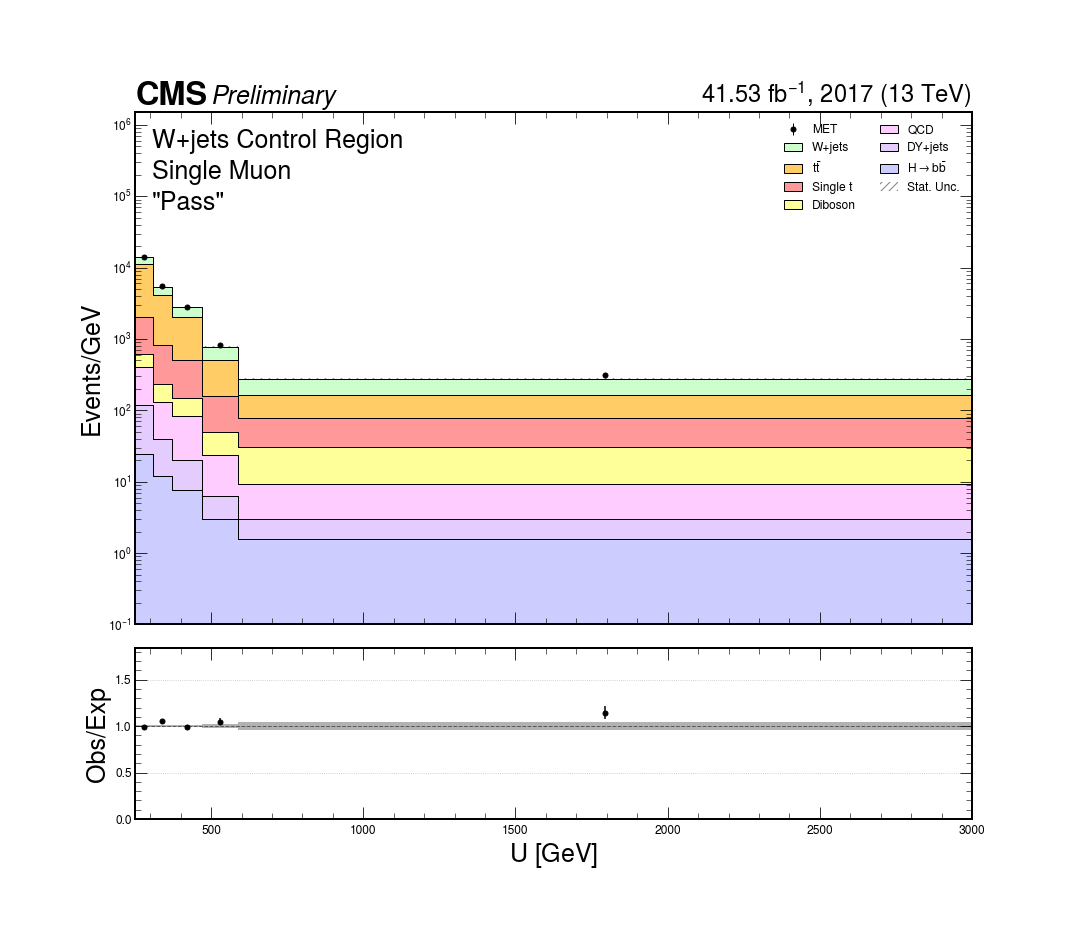 CMS Preliminary
41.53 fb⁻¹, 2017 (13 TeV)
W+jets Control Region
Single Muon
"Pass"
MET
W+jets
tt̄
Single t
Diboson
QCD
DY+jets
H→bb̄
Stat. Unc.
Events/GeV
10⁶
10⁵
10⁴
10³
10²
10¹
10⁰
10⁻¹
Obs/Exp
1.5
1.0
0.5
0.0
500 1000 1500 2000 2500 3000
U [GeV]